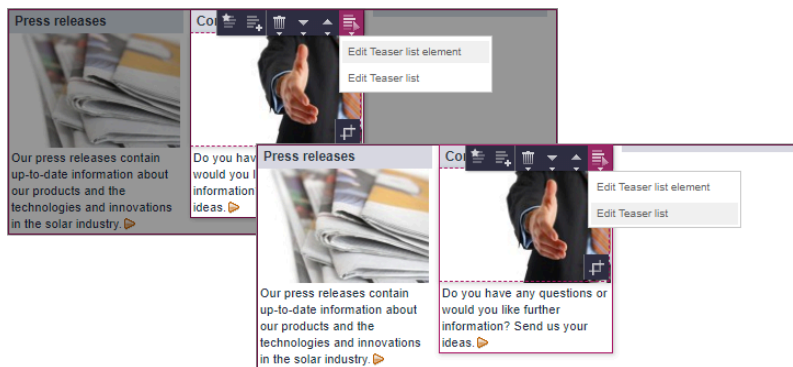 Press releases
Co
Edit Teaser list element
Edit Teaser list
Our press releases contain
up-to-date information about
our products and the
technologies and innovations
in the solar industry.
Do you hav
would you l
information
ideas.
Press releases
Co
Edit Teaser list element
Edit Teaser list
Our press releases contain
up-to-date information about
our products and the
technologies and innovations
in the solar industry.
Do you have any questions or
would you like further
information? Send us your
ideas.